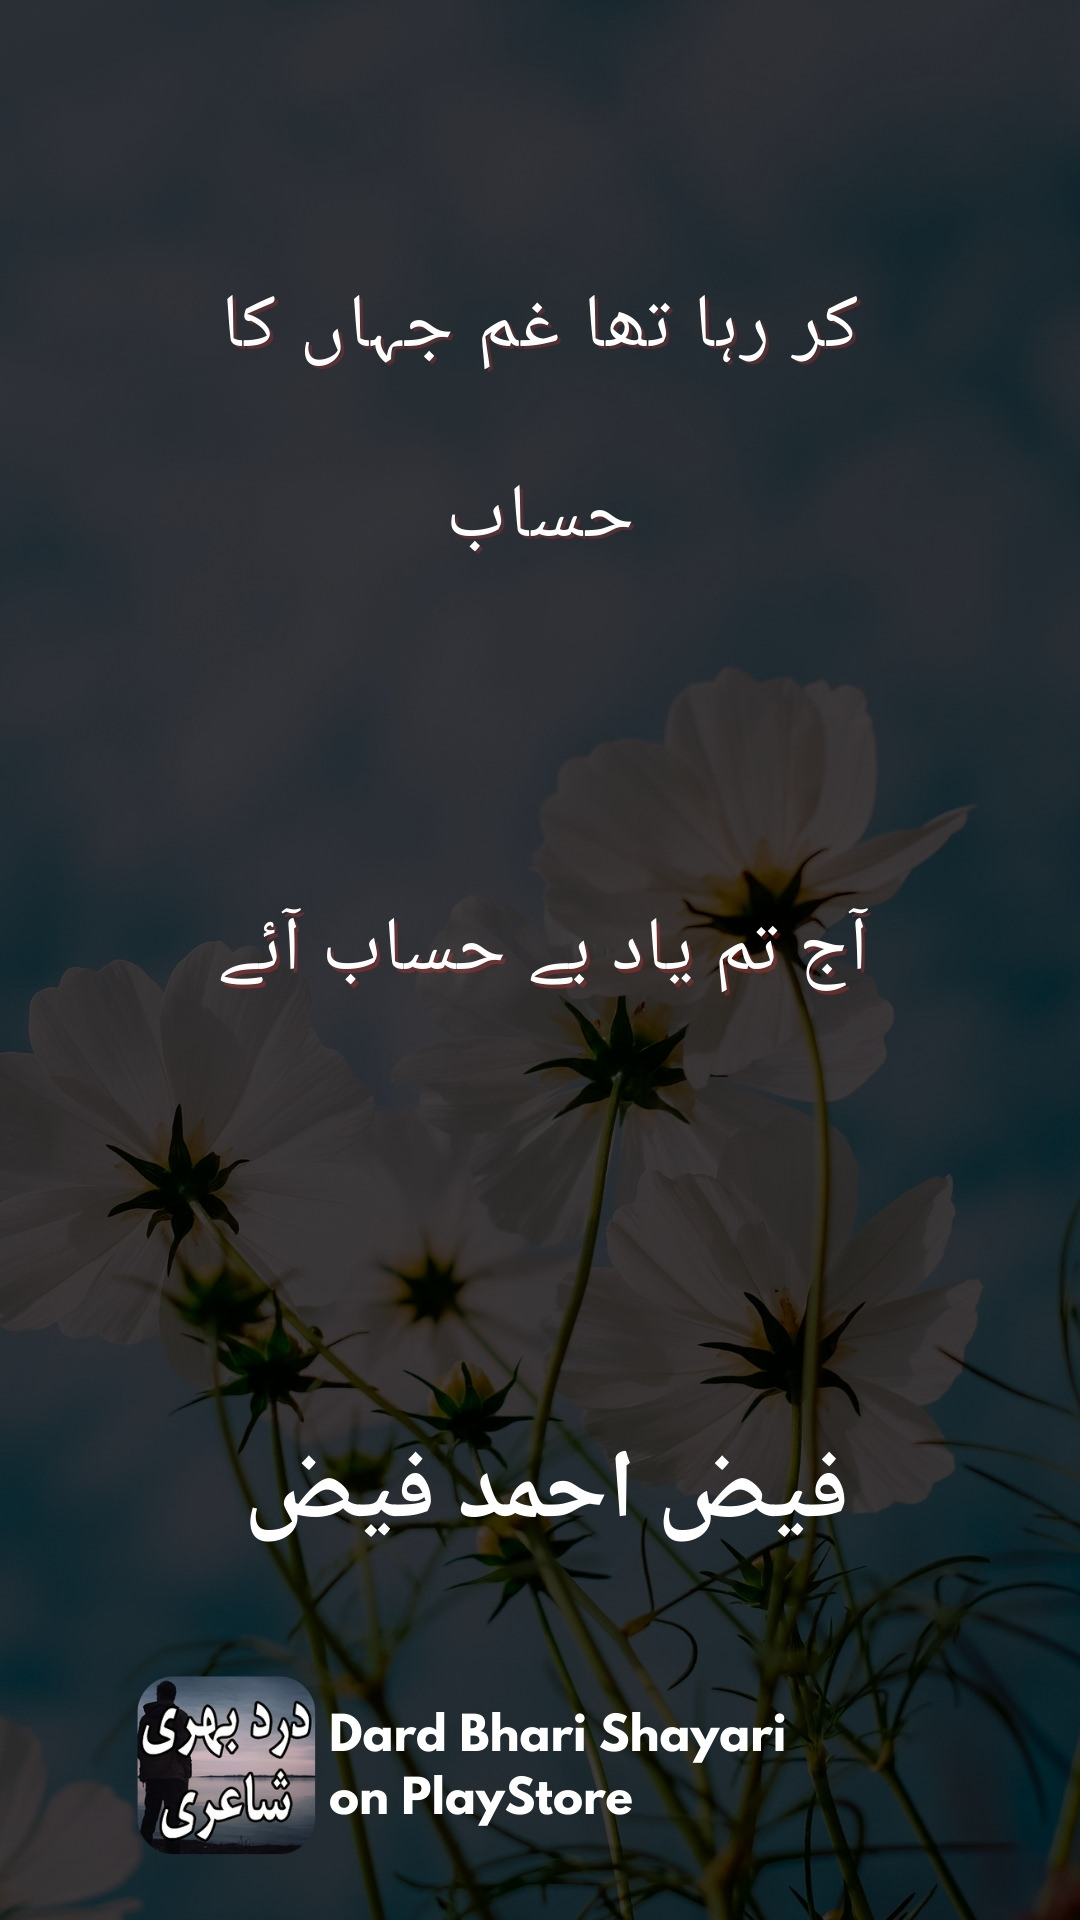 کر رہا تھا غم جہاں کا
حساب
آج تم یاد بے حساب آئے
فیض احمد فیض
درد بھری
شاعری
Dard Bhari Shayari
on PlayStore